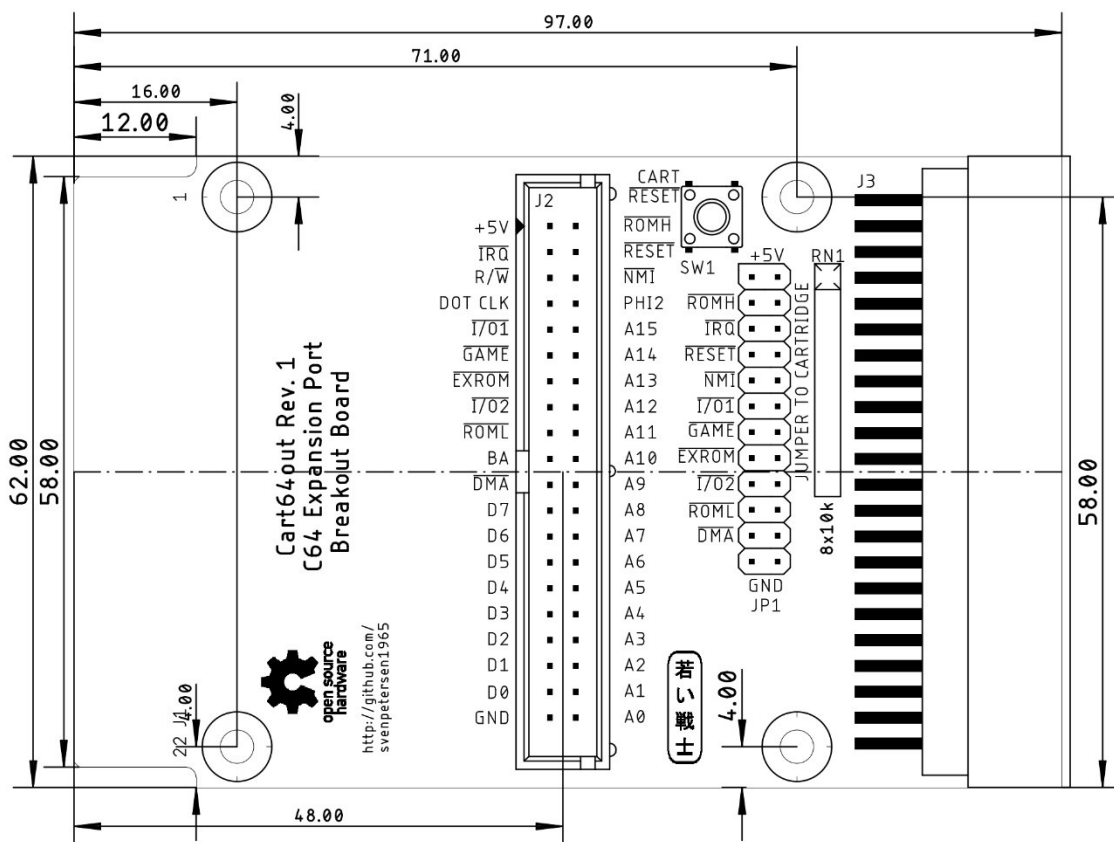 97.00
71.00
16.00
12.00
4.00
62.00
58.00
58.00
48.00
4.00
4.00
1
22 J1
Cart64out Rev. 1
C64 Expansion Port
Breakout Board
open source
hardware
http://github.com/
svenpetersen1965
J2
+5V
IRQ
R/W
DOT CLK
I/O1
GAME
EXROM
I/O2
ROML
BA
DMA
D7
D6
D5
D4
D3
D2
D1
D0
GND
ROMH
RESET
NMI
PHI2
A15
A14
A13
A12
A11
A10
A9
A8
A7
A6
A5
A4
A3
A2
A1
A0
CART
RESET
SW1
+5V
ROMH
IRQ
RESET
NMI
I/O1
GAME
EXROM
I/O2
ROML
DMA
GND
JP1
JUMPER TO CARTRIDGE
RN1
8x10k
J3
若い戦士